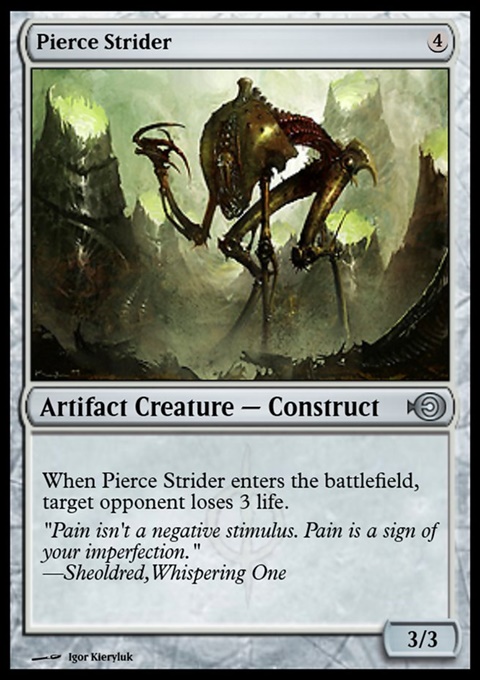 Pierce Strider 4
Artifact Creature — Construct
When Pierce Strider enters the battlefield,
target opponent loses 3 life.
"Pain isn't a negative stimulus. Pain is a sign of
your imperfection."
—Sheoldred, Whispering One
3/3
Igor Kieryluk